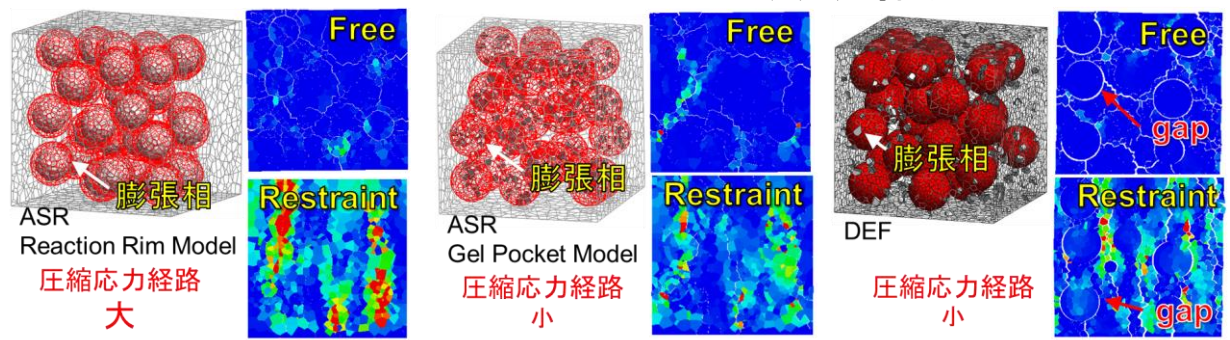 Free
膨張相
Restraint
ASR
Reaction Rim Model
圧縮応力経路
大
Free
膨張相
Restraint
ASR
Gel Pocket Model
圧縮応力経路
小
Free
gap
膨張相
Restraint
DEF
圧縮応力経路
小
gap